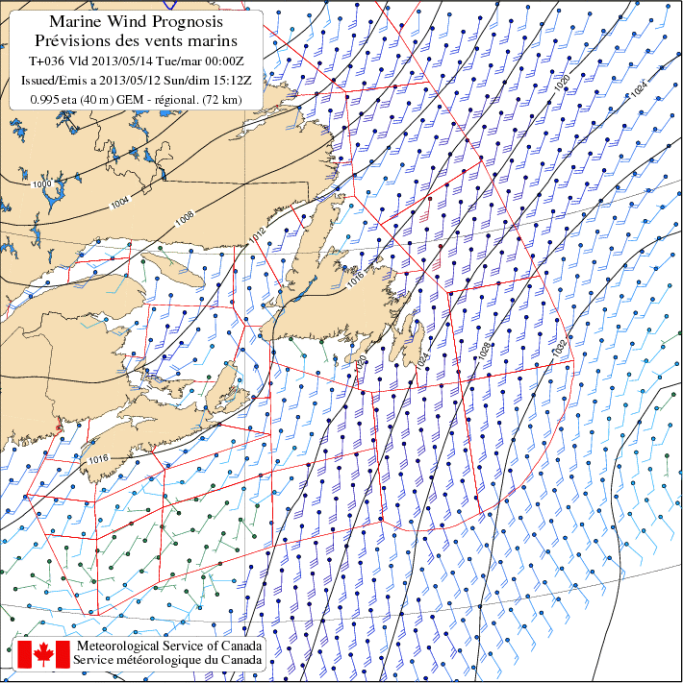 Marine Wind Prognosis
Prévisions des vents marins
T+036 Vld 2013/05/14 Tue/mar 00:00Z
Issued/Emis a 2013/05/12 Sun/dim 15:12Z
0.995 eta (40 m) GEM - régional. (72 km)
1020
1024
1000
1004
1008
1012
1016
1020
1024
1028
1032
1016
Meteorological Service of Canada
Service météorologique du Canada